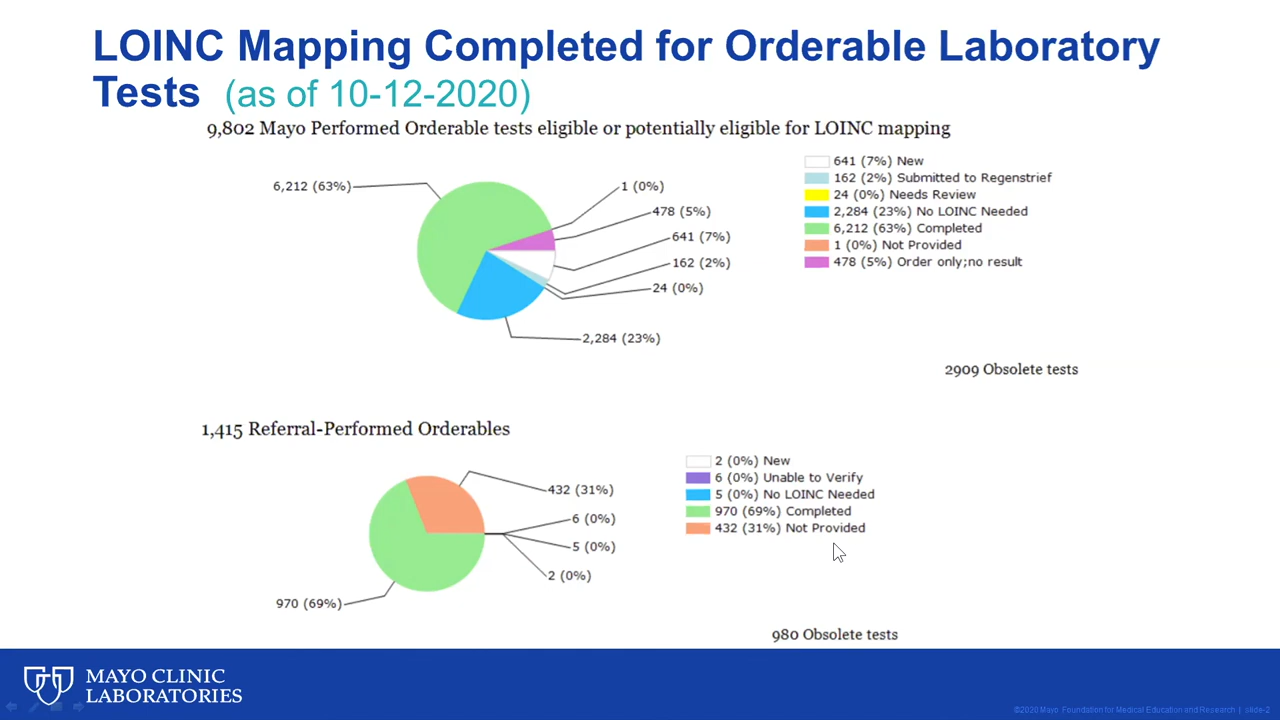 LOINC Mapping Completed for Orderable Laboratory
Tests (as of 10-12-2020)
9,802 Mayo Performed Orderable tests eligible or potentially eligible for LOINC mapping
6,212 (63%)
1 (0%)
478 (5%)
641 (7%)
162 (2%)
24 (0%)
2,284 (23%)
641 (7%) New
162 (2%) Submitted to Regenstrief
24 (0%) Needs Review
2,284 (23%) No LOINC Needed
6,212 (63%) Completed
1 (0%) Not Provided
478 (5%) Order only;no result
2909 Obsolete tests
1,415 Referral-Performed Orderables
432 (31%)
6 (0%)
5 (0%)
2 (0%)
970 (69%)
2 (0%) New
6 (0%) Unable to Verify
5 (0%) No LOINC Needed
970 (69%) Completed
432 (31%) Not Provided
980 Obsolete tests
MAYO CLINIC
LABORATORIES
©2020 Mayo Foundation for Medical Education and Research | slide-2